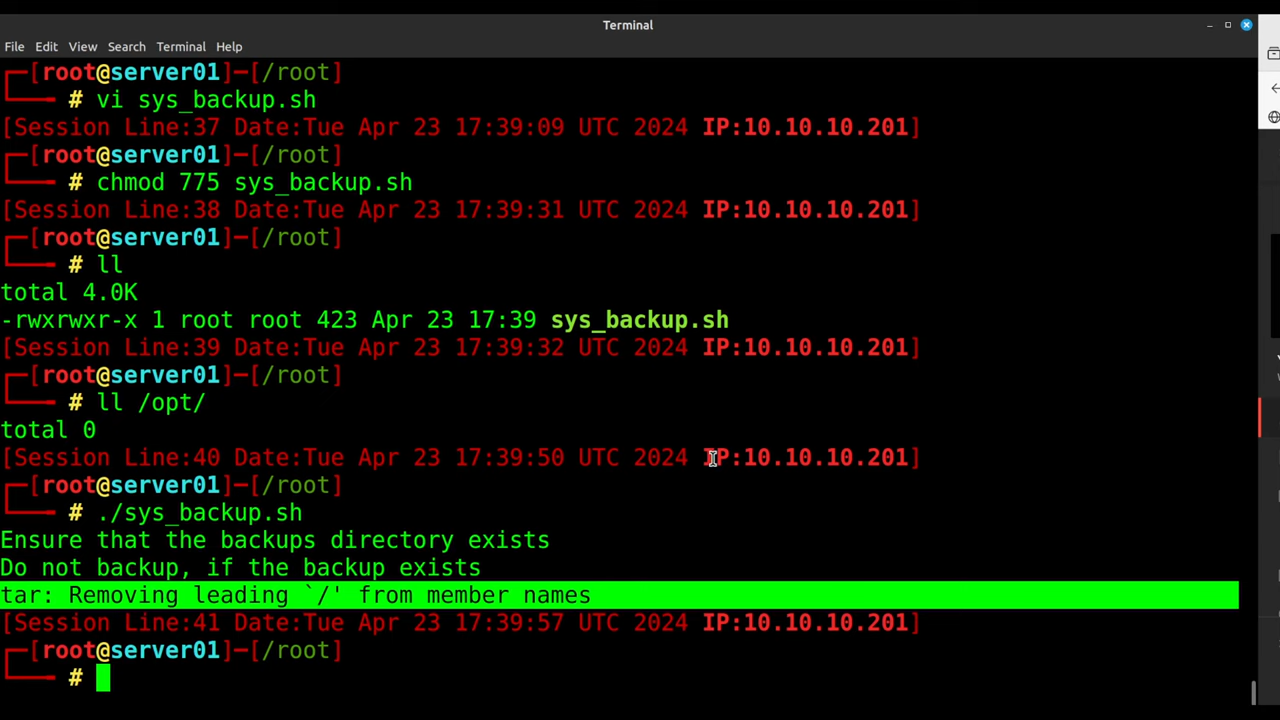 Terminal
File Edit View Search Terminal Help
┌─[root@server01]─[/root]
└──╼ # vi sys_backup.sh
[Session Line:37 Date:Tue Apr 23 17:39:09 UTC 2024 IP:10.10.10.201]
┌─[root@server01]─[/root]
└──╼ # chmod 775 sys_backup.sh
[Session Line:38 Date:Tue Apr 23 17:39:31 UTC 2024 IP:10.10.10.201]
┌─[root@server01]─[/root]
└──╼ # ll
total 4.0K
-rwxrwxr-x 1 root root 423 Apr 23 17:39 sys_backup.sh
[Session Line:39 Date:Tue Apr 23 17:39:32 UTC 2024 IP:10.10.10.201]
┌─[root@server01]─[/root]
└──╼ # ll /opt/
total 0
[Session Line:40 Date:Tue Apr 23 17:39:50 UTC 2024 IP:10.10.10.201]
┌─[root@server01]─[/root]
└──╼ # ./sys_backup.sh
Ensure that the backups directory exists
Do not backup, if the backup exists
tar: Removing leading `/' from member names
[Session Line:41 Date:Tue Apr 23 17:39:57 UTC 2024 IP:10.10.10.201]
┌─[root@server01]─[/root]
└──╼ #